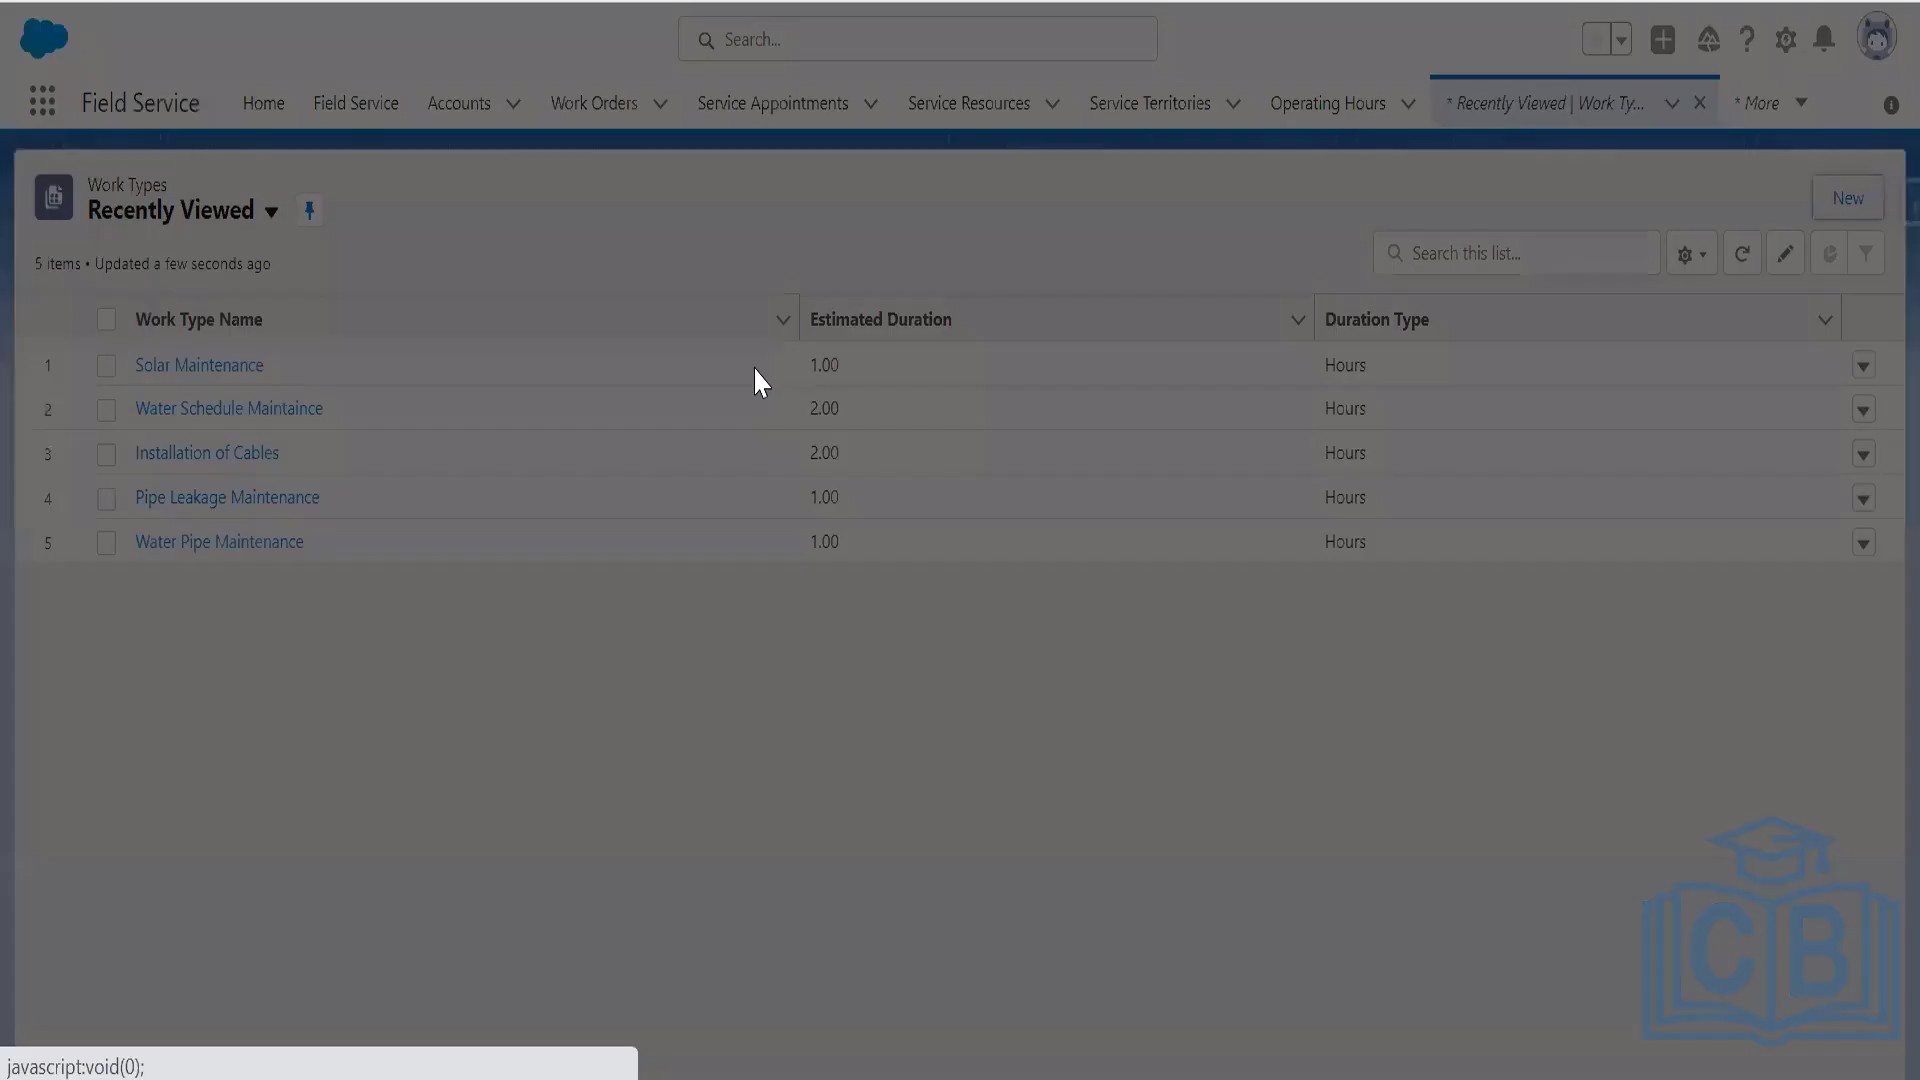 Search...
Field Service
Home
Field Service
Accounts
Work Orders
Service Appointments
Service Resources
Service Territories
Operating Hours
* Recently Viewed | Work Ty...
* More
Work Types
Recently Viewed
New
5 items • Updated a few seconds ago
Search this list...
Work Type Name
Estimated Duration
Duration Type
1
Solar Maintenance
1.00
Hours
2
Water Schedule Maintaince
2.00
Hours
3
Installation of Cables
2.00
Hours
4
Pipe Leakage Maintenance
1.00
Hours
5
Water Pipe Maintenance
1.00
Hours
CB
javascript:void(0);